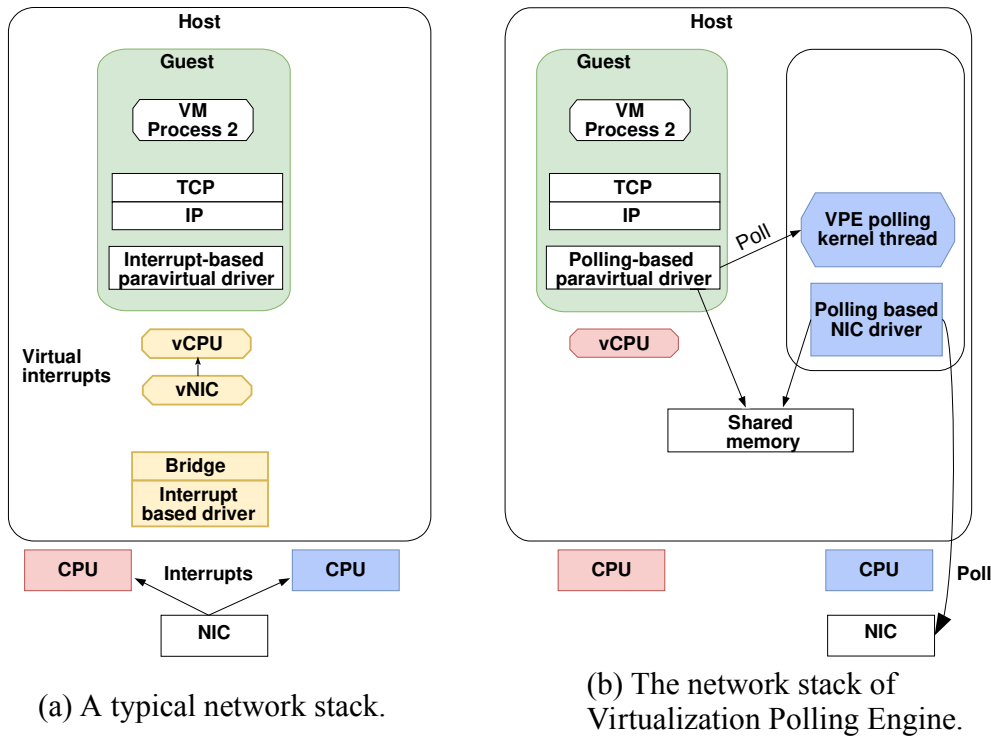 Host
Guest
VM
Process 2
TCP
IP
Interrupt-based
paravirtual driver
Virtual
interrupts
vCPU
vNIC
Bridge
Interrupt
based driver
CPU
Interrupts
CPU
NIC
(a) A typical network stack.
Host
Guest
VM
Process 2
TCP
IP
Polling-based
paravirtual driver
Poll
VPE polling
kernel thread
Polling based
NIC driver
vCPU
Shared
memory
CPU
CPU
Poll
NIC
(b) The network stack of
Virtualization Polling Engine.